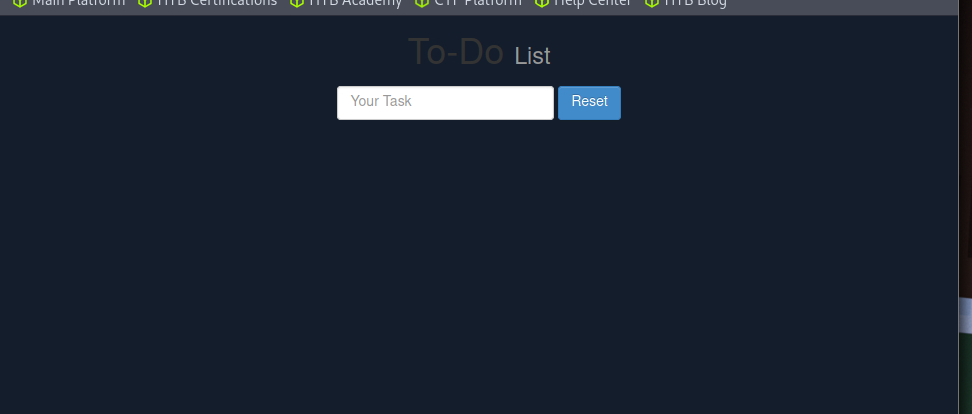 Main Platform HTB Certifications HTB Academy CTF Platform Help Center HTB Blog
To-Do List
Your Task Reset